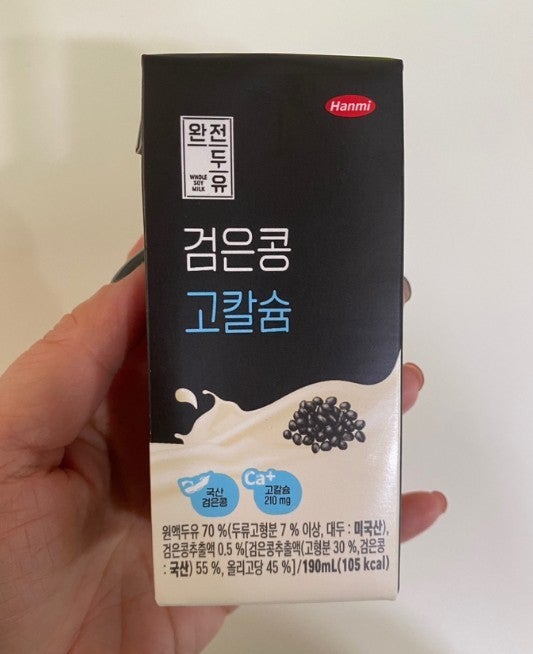 Hanmi
완전두유
WHOLE
SOY
MILK
검은콩
고칼슘
국산
검은콩
Ca+
고칼슘
210 mg
원액두유 70 %(두류고형분 7 % 이상, 대두 : 미국산),
검은콩추출액 0.5 %[검은콩추출액(고형분 30 %,검은콩
: 국산) 55 %, 올리고당 45 %]/190mL(105 kcal)